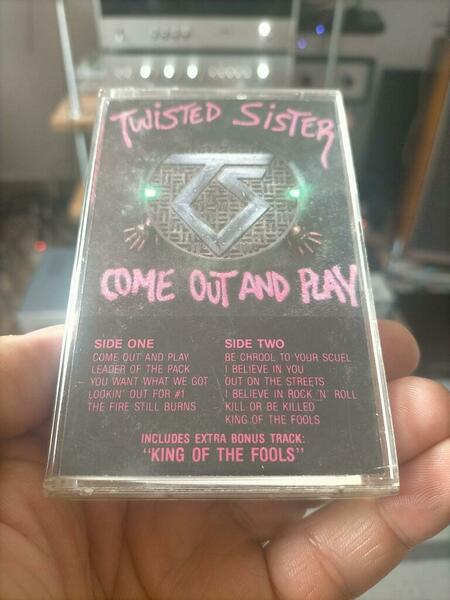 TWISTED SISTER
TS
COME OUT AND PLAY
SIDE ONE
COME OUT AND PLAY
LEADER OF THE PACK
YOU WANT WHAT WE GOT
LOOKIN' OUT FOR #1
THE FIRE STILL BURNS
SIDE TWO
BE CHROOL TO YOUR SCUEL
I BELIEVE IN YOU
OUT ON THE STREETS
I BELIEVE IN ROCK 'N' ROLL
KILL OR BE KILLED
KING OF THE FOOLS
INCLUDES EXTRA BONUS TRACK:
"KING OF THE FOOLS"